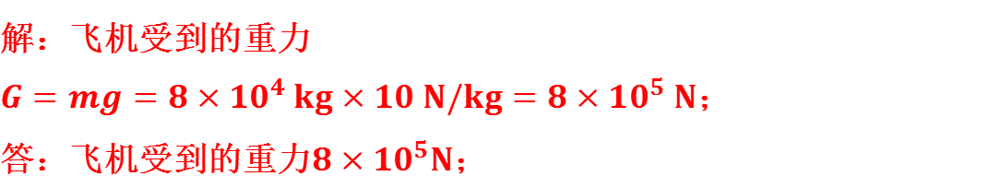 解：飞机受到的重力
G = mg = 8 × 10⁴ kg × 10 N/kg = 8 × 10⁵ N；
答：飞机受到的重力8 × 10⁵N；